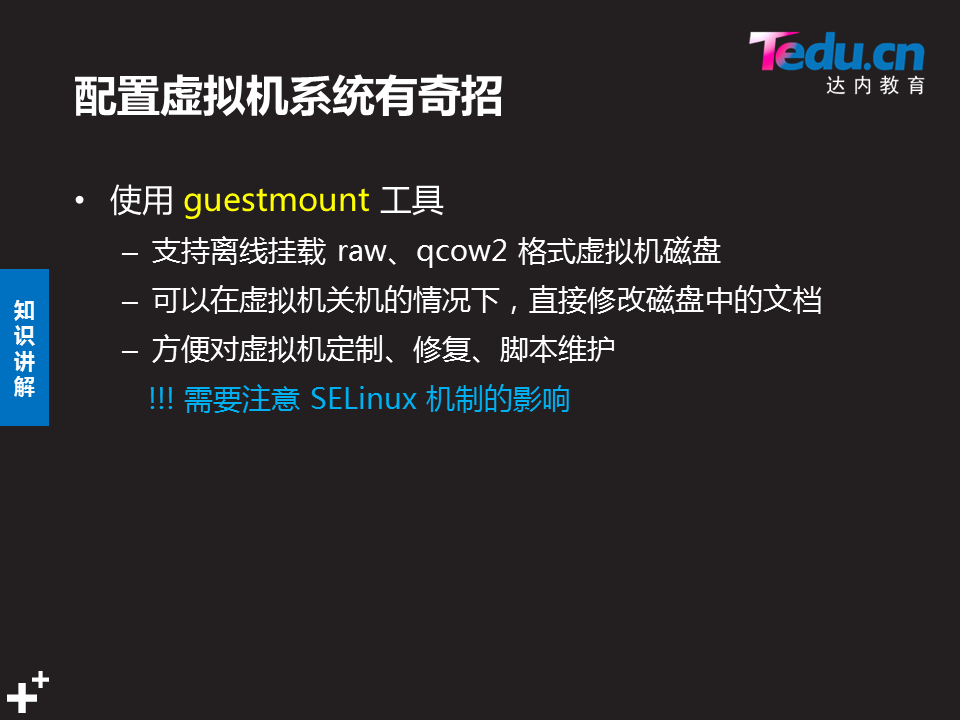 Tedu.cn
达内教育
配置虚拟机系统有奇招
• 使用 guestmount 工具
– 支持离线挂载 raw、qcow2 格式虚拟机磁盘
– 可以在虚拟机关机的情况下，直接修改磁盘中的文档
– 方便对虚拟机定制、修复、脚本维护
!!! 需要注意 SELinux 机制的影响
知识讲解